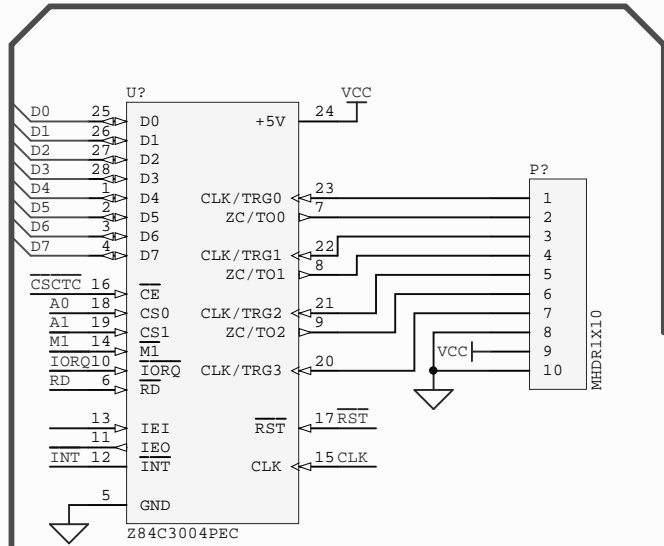 U?
VCC
D0 25 D0 +5V 24
D1 26 D1
D2 27 D2
D3 28 D3
P?
D4 1 D4 CLK/TRG0 23 1
D5 2 D5 ZC/TO0 7 2
D6 3 D6 3
D7 4 D7 CLK/TRG1 22 4
ZC/TO1 8 5
CSCTC 16 CE 6
A0 18 CS0 CLK/TRG2 21 7
A1 19 CS1 ZC/TO2 9 8
M1 14 M1 VCC 9
IORQ 10 IORQ CLK/TRG3 20 10
RD 6 RD
MHDR1X10
13 IEI RST 17 RST
11 IEO
INT 12 INT CLK 15 CLK
5 GND
Z84C3004PEC